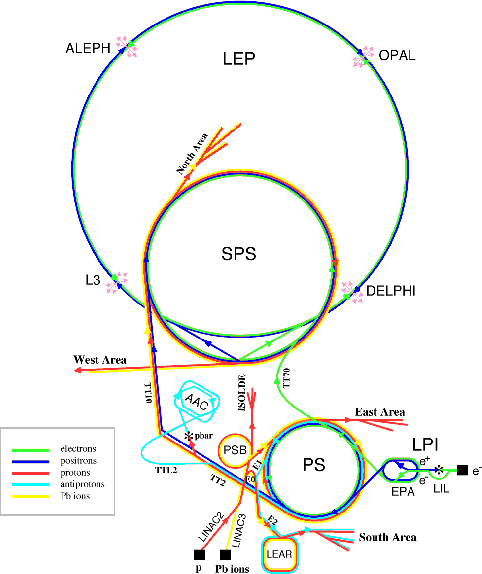 ALEPH
LEP
OPAL
North Area
SPS
L3
DELPHI
West Area
TT10
TT70
AAC
ISOLDE
East Area
pbar
PSB
LPI
electrons
positrons
protons
antiprotons
Pb ions
TTL2
TT2
E1
PS
e+
e-
EPA
LIL
e-
LINAC2
LINAC3
E2
South Area
LEAR
p
Pb ions